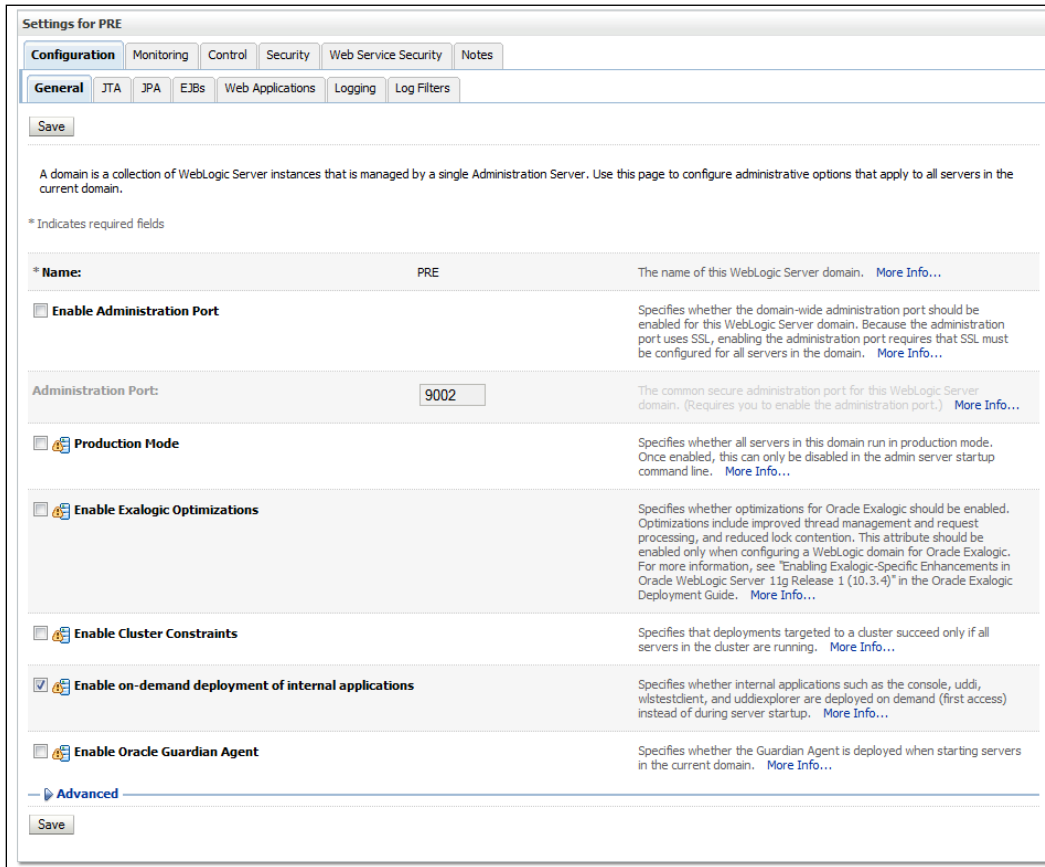 Settings for PRE
Configuration Monitoring Control Security Web Service Security Notes
General JTA JPA EJBs Web Applications Logging Log Filters
Save
A domain is a collection of WebLogic Server instances that is managed by a single Administration Server. Use this page to configure administrative options that apply to all servers in the
current domain.
* Indicates required fields
* Name: PRE The name of this WebLogic Server domain. More Info...
Enable Administration Port Specifies whether the domain-wide administration port should be
enabled for this WebLogic Server domain. Because the administration
port uses SSL, enabling the administration port requires that SSL must
be configured for all servers in the domain. More Info...
Administration Port: 9002 The common secure administration port for this WebLogic Server
domain. (Requires you to enable the administration port.) More Info...
Production Mode Specifies whether all servers in this domain run in production mode.
Once enabled, this can only be disabled in the admin server startup
command line. More Info...
Enable Exalogic Optimizations Specifies whether optimizations for Oracle Exalogic should be enabled.
Optimizations include improved thread management and request
processing, and reduced lock contention. This attribute should be
enabled only when configuring a WebLogic domain for Oracle Exalogic.
For more information, see "Enabling Exalogic-Specific Enhancements in
Oracle WebLogic Server 11g Release 1 (10.3.4)" in the Oracle Exalogic
Deployment Guide. More Info...
Enable Cluster Constraints Specifies that deployments targeted to a cluster succeed only if all
servers in the cluster are running. More Info...
Enable on-demand deployment of internal applications Specifies whether internal applications such as the console, uddi,
wlstestclient, and uddiexplorer are deployed on demand (first access)
instead of during server startup. More Info...
Enable Oracle Guardian Agent Specifies whether the Guardian Agent is deployed when starting servers
in the current domain. More Info...
Advanced
Save